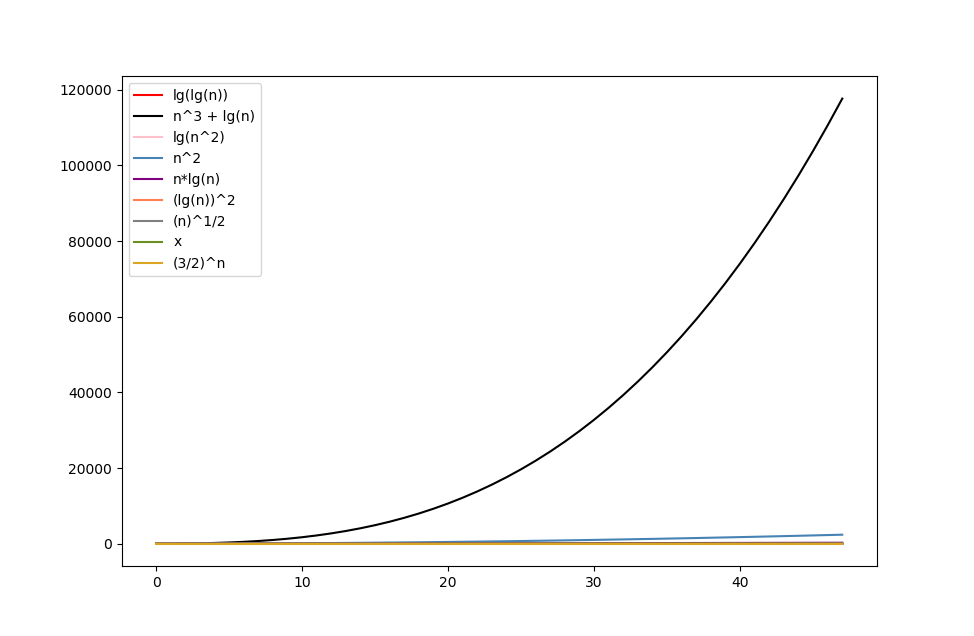 120000
100000
80000
60000
40000
20000
0
lg(lg(n))
n^3 + lg(n)
lg(n^2)
n^2
n*lg(n)
(lg(n))^2
(n)^1/2
x
(3/2)^n
0 10 20 30 40